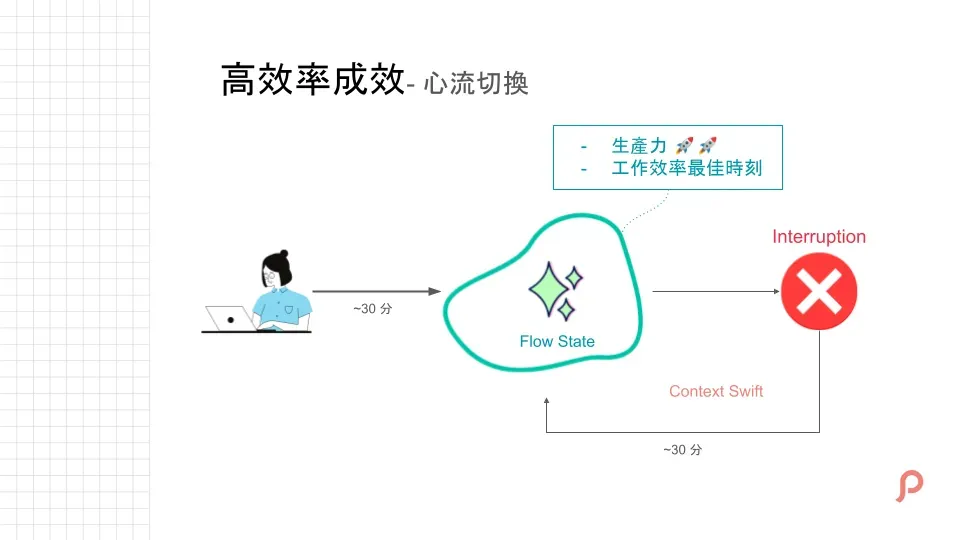 高效率成效- 心流切換
- 生產力 🚀 🚀
- 工作效率最佳時刻
Interruption
~30 分
Flow State
Context Swift
~30 分